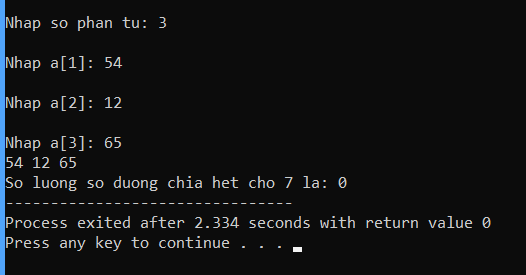 Nhap so phan tu: 3
Nhap a[1]: 54
Nhap a[2]: 12
Nhap a[3]: 65
54 12 65
So luong so duong chia het cho 7 la: 0
--------------------------------
Process exited after 2.334 seconds with return value 0
Press any key to continue . . .